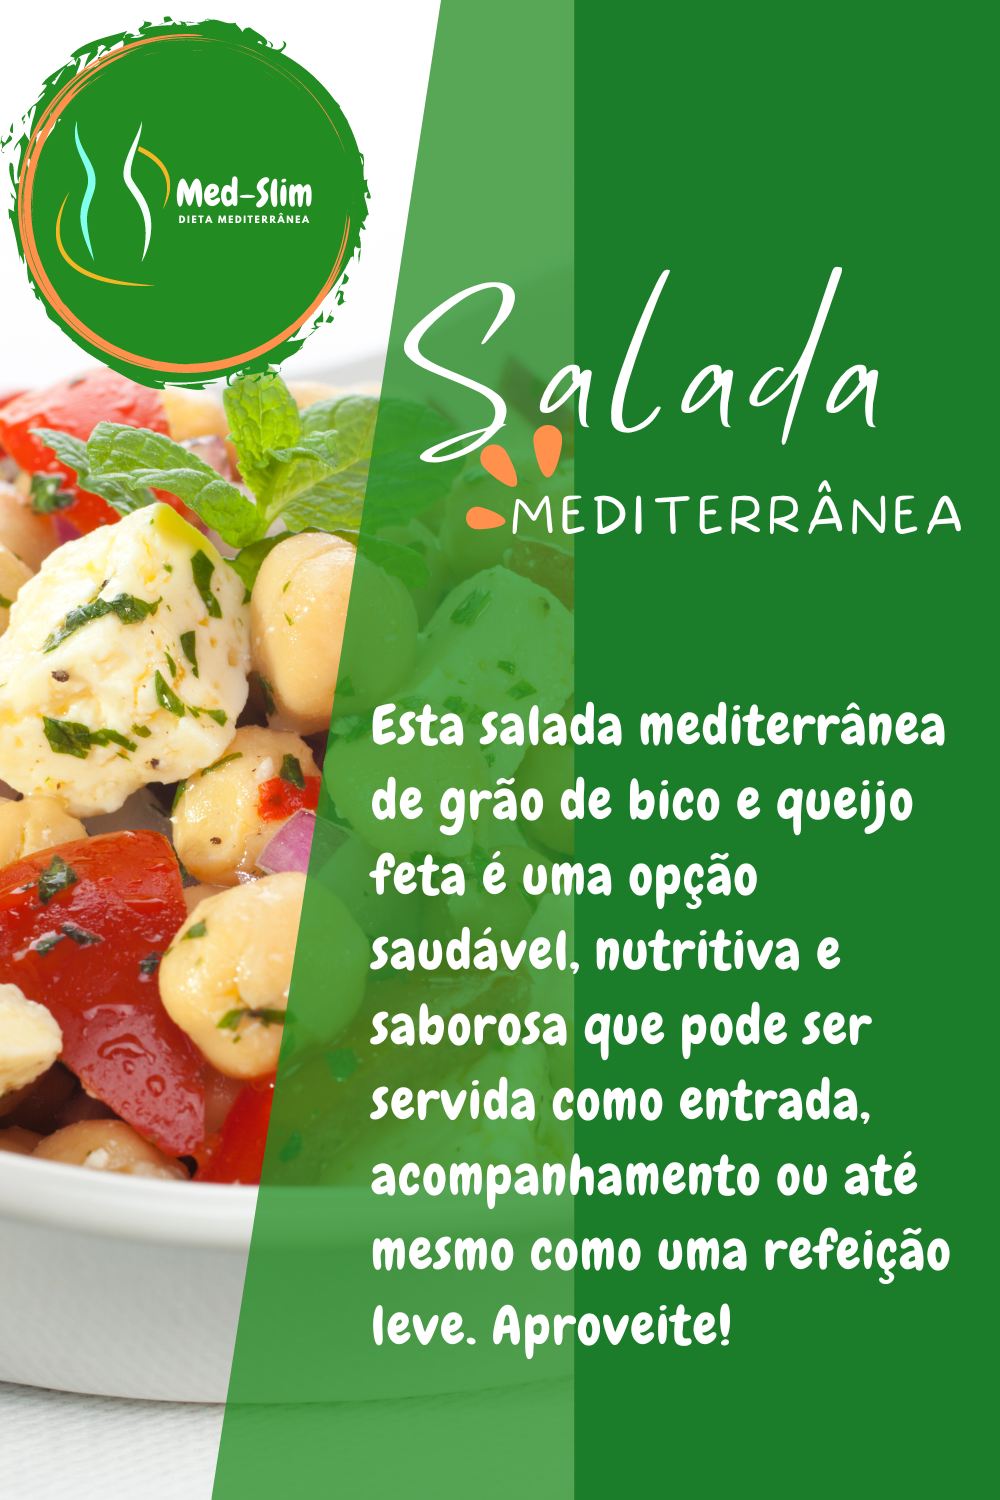 Med-Slim
DIETA MEDITERRÂNEA
Salada
MEDITERRÂNEA
Esta salada mediterrânea
de grão de bico e queijo
feta é uma opção
saudável, nutritiva e
saborosa que pode ser
servida como entrada,
acompanhamento ou até
mesmo como uma refeição
leve. Aproveite!